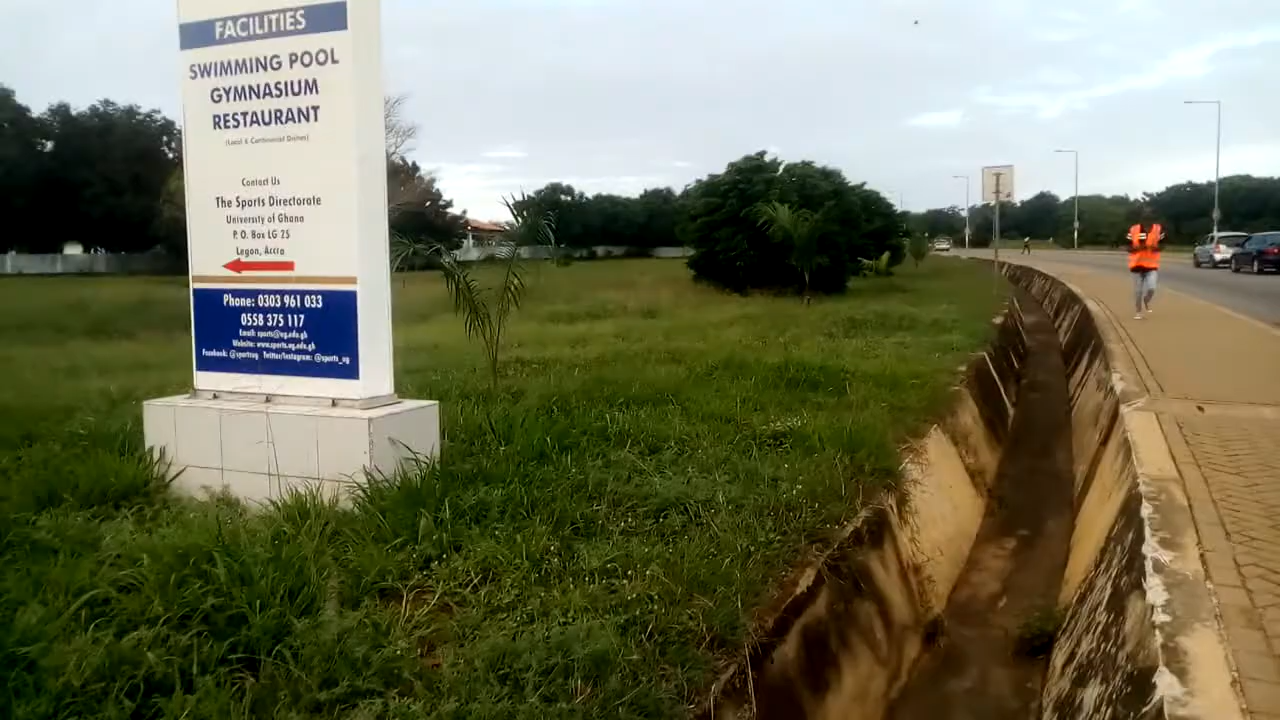 FACILITIES
SWIMMING POOL
GYMNASIUM
RESTAURANT
(Local & Continental Dishes)
Contact Us
The Sports Directorate
University of Ghana
P. O. Box LG 25
Legon, Accra
Phone: 0303 961 033
0558 375 117
Email: sports@ug.edu.gh
Website: www.sports.ug.edu.gh
Facebook: @sportsug Twitter/Instagram: @sports_ug